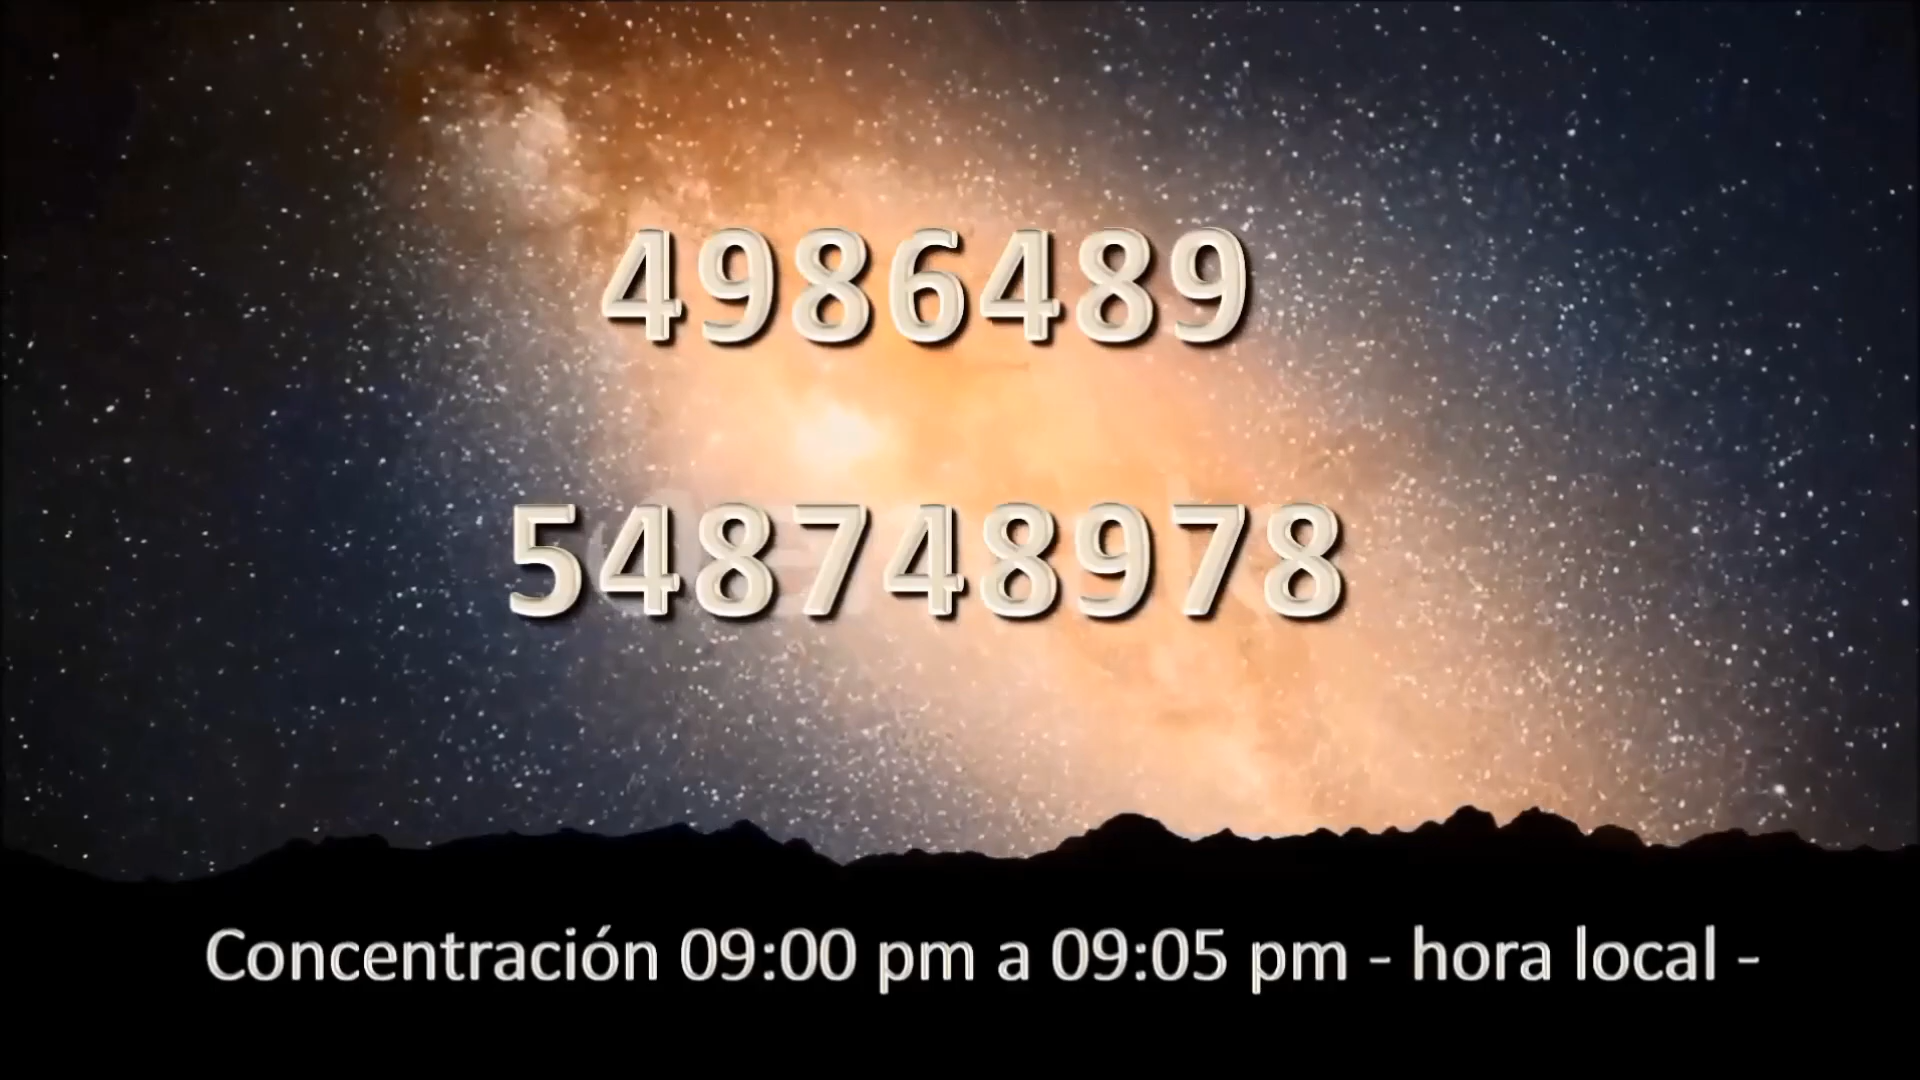 4986489
548748978
Concentración 09:00 pm a 09:05 pm - hora local -